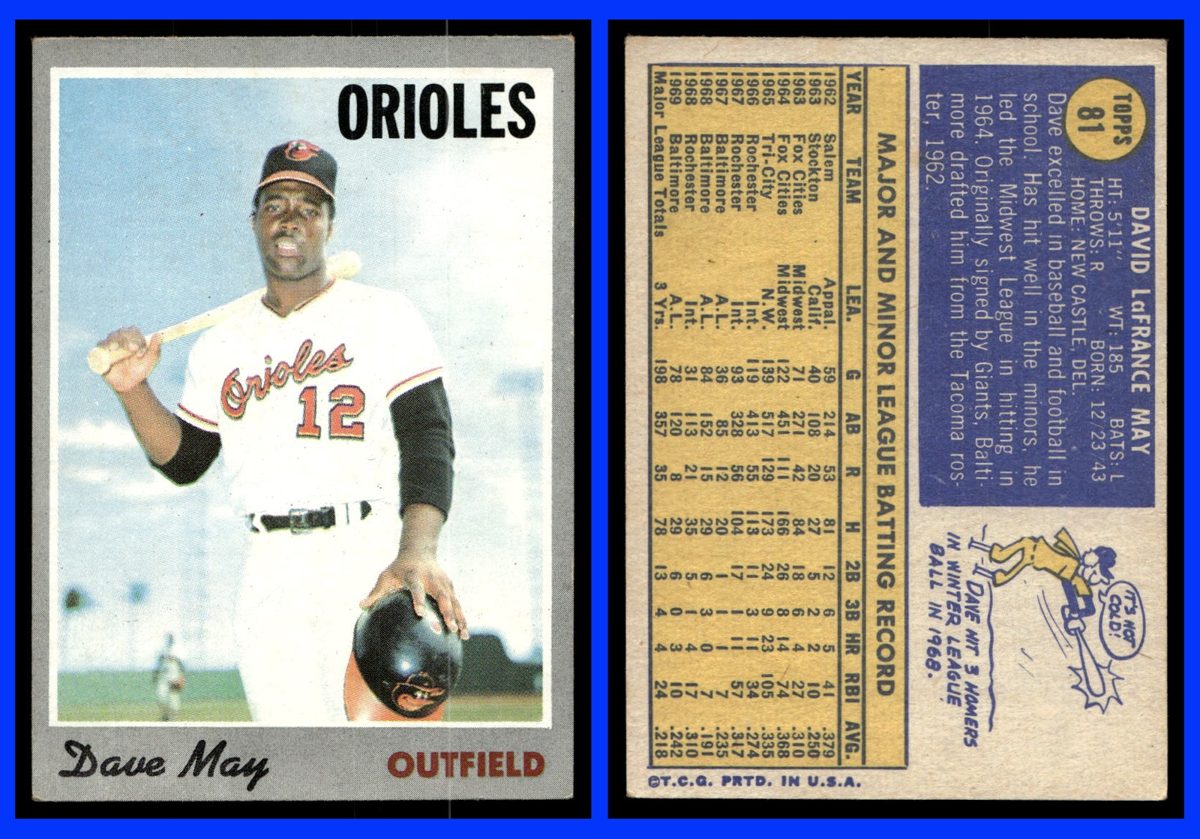 ORIOLES
Orioles
12
Dave May
OUTFIELD
TOPPS
81
DAVID LaFRANCE MAY
HT: 5'11" WT: 185 BATS: L
THROWS: R BORN: 12/23/43
HOME: NEW CASTLE, DEL.
Dave excelled in baseball and football in
school. Has hit well in the minors, he
led the Midwest League in hitting in
1964. Originally signed by Giants, Balti-
more drafted him from the Tacoma ros-
ter, 1962.
"IT'S NOT
COLD!"
DAVE HIT 3 HOMERS
IN WINTER LEAGUE
BALL IN 1968.
MAJOR AND MINOR LEAGUE BATTING RECORD
YEAR TEAM LEA. G AB R H 2B 3B HR RBI AVG.
1962 Salem Appal. 59 214 53 81 12 6 5 41 .379
1963 Stockton Calif. 40 108 20 27 5 2 2 10 .250
1963 Fox Cities Midwest 71 271 42 84 18 6 4 27 .310
1964 Fox Cities Midwest 122 451 111 166 26 8 14 74 .368
1965 Tri-City N.W. 139 517 129 173 24 9 23 105 .335
1966 Rochester Int. 119 413 55 113 11 3 11 34 .274
1967 Rochester Int. 93 328 56 104 17 1 11 57 .317
1967 Baltimore A.L. 36 85 12 20 1 1 1 7 .235
1968 Baltimore A.L. 84 152 15 29 6 3 0 7 .191
1968 Rochester Int. 31 113 21 35 5 1 4 17 .310
1969 Baltimore A.L. 78 120 8 29 6 0 3 10 .242
Major League Totals 3 Yrs. 198 357 35 78 13 4 4 24 .218
©T.C.G. PRTD. IN U.S.A.